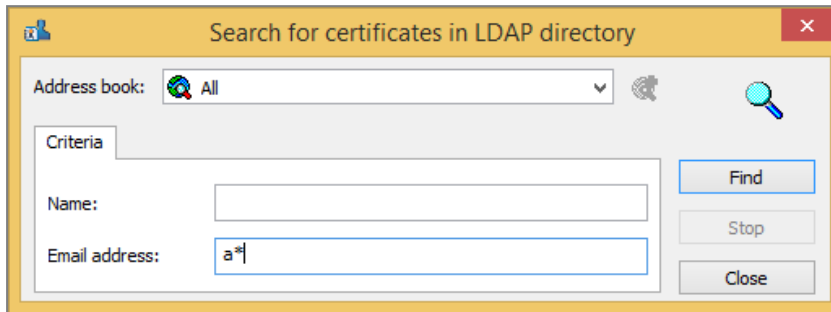 Search for certificates in LDAP directory
Address book: All
Criteria
Name:
Email address: a*
Find
Stop
Close